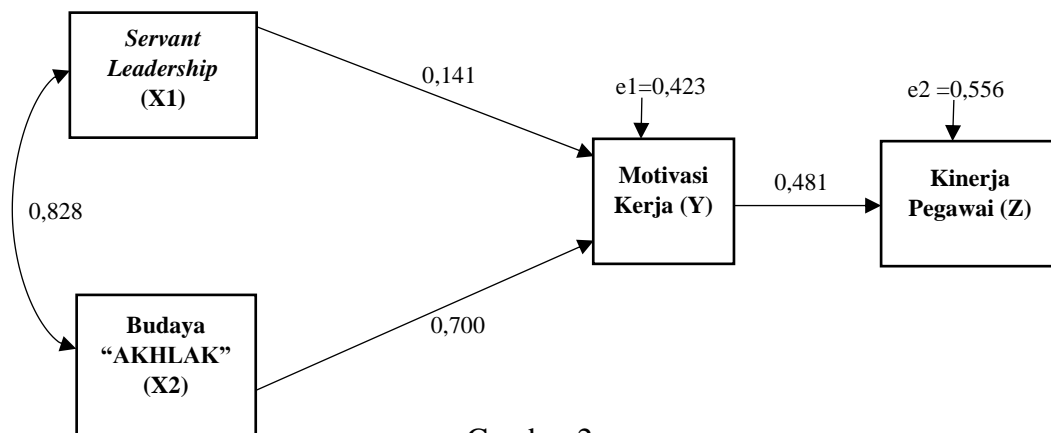 Servant
Leadership
(X1)
0,141
e1=0,423
e2 =0,556
Motivasi
Kerja (Y)
0,481
Kinerja
Pegawai (Z)
0,828
0,700
Budaya
“AKHLAK”
(X2)